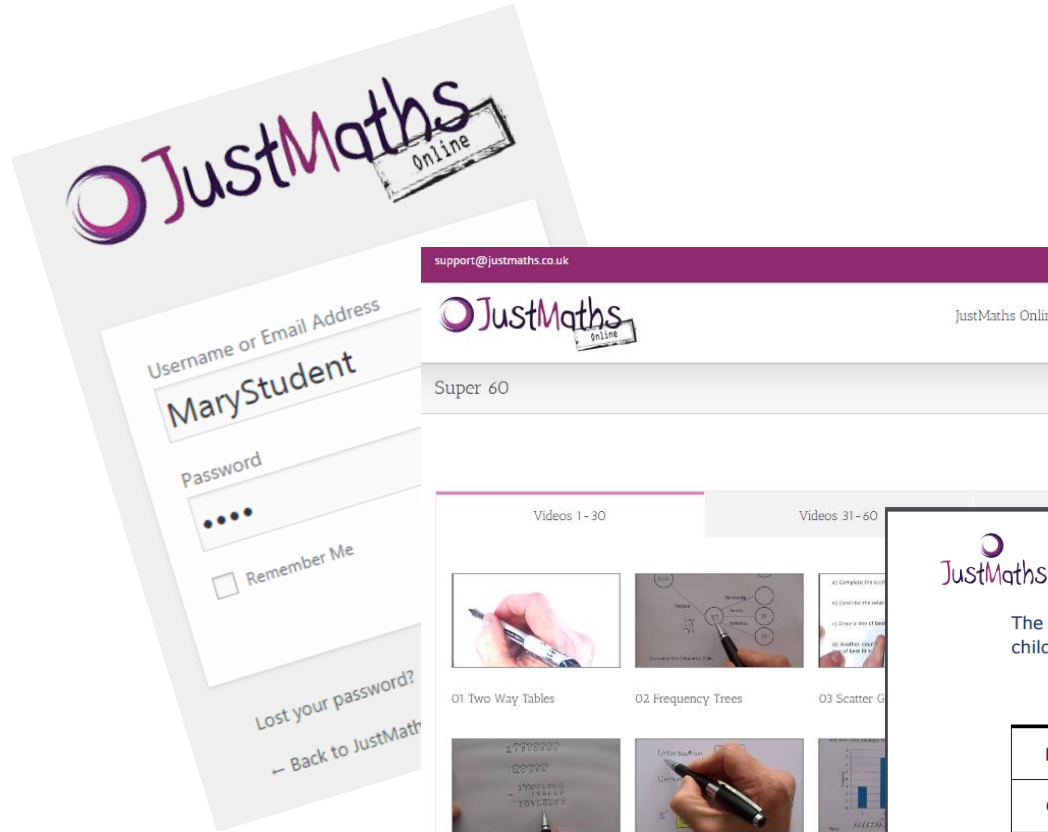 JustMaths
Online
Username or Email Address
MaryStudent
Password
Remember Me
Lost your password?
← Back to JustMath
support@justmaths.co.uk
JustMaths
Online
JustMaths Onli
Super 60
Videos 1-30
Videos 31-60
01 Two Way Tables
02 Frequency Trees
03 Scatter G
JustMaths
The
child